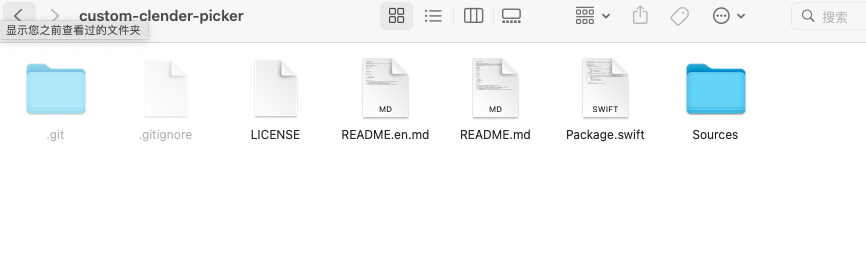 custom-clender-picker
搜索
显示您之前查看过的文件夹
MD
MD
SWIFT
.git
.gitignore
LICENSE
README.en.md
README.md
Package.swift
Sources